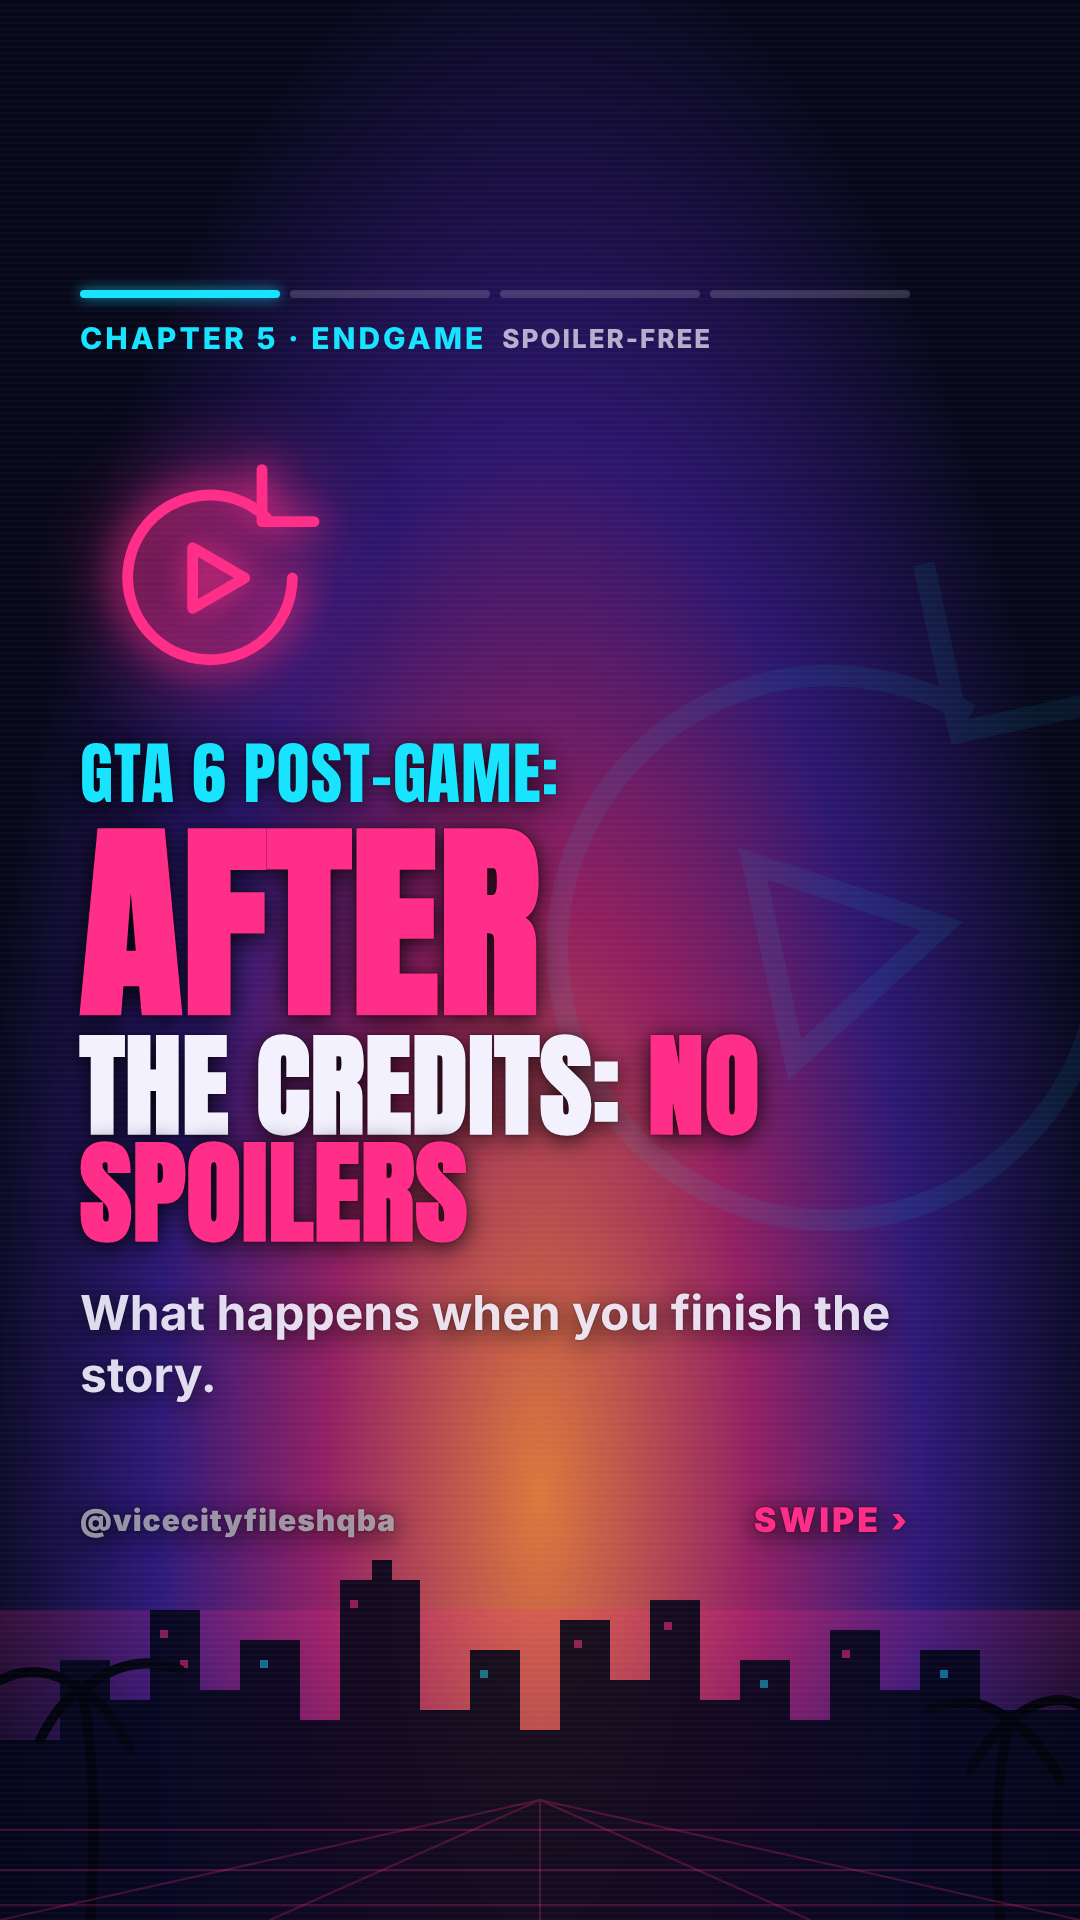 CHAPTER 5 · ENDGAME SPOILER-FREE
GTA 6 POST-GAME:
AFTER
THE CREDITS: NO
SPOILERS
What happens when you finish the
story.
@vicecityfileshqba
SWIPE ›